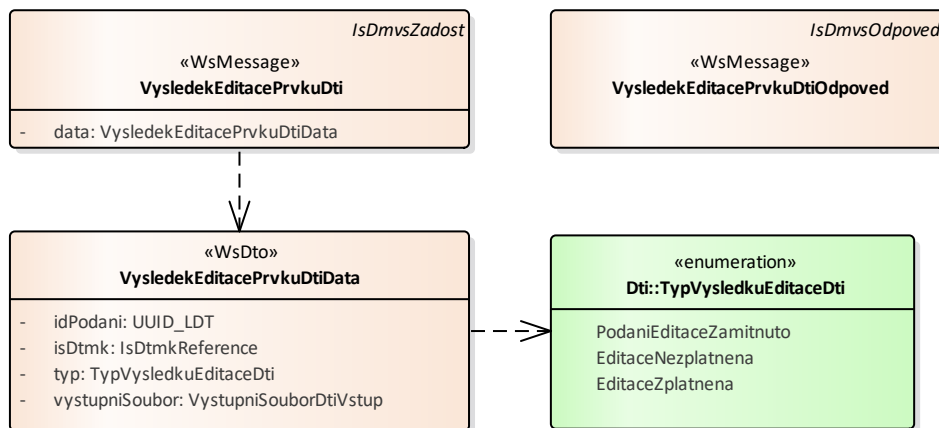 IsDmvsZadost
«WsMessage»
VysledekEditacePrvkuDti
- data: VysledekEditacePrvkuDtiData
IsDmvsOdpoved
«WsMessage»
VysledekEditacePrvkuDtiOdpoved
«WsDto»
VysledekEditacePrvkuDtiData
- idPodani: UUID_LDT
- isDtmk: IsDtmkReference
- typ: TypVysledkuEditaceDti
- vystupniSoubor: VystupniSouborDtiVstup
«enumeration»
Dti::TypVysledkuEditaceDti
PodaniEditaceZamitnuto
EditaceNezplatnena
EditaceZplatnena